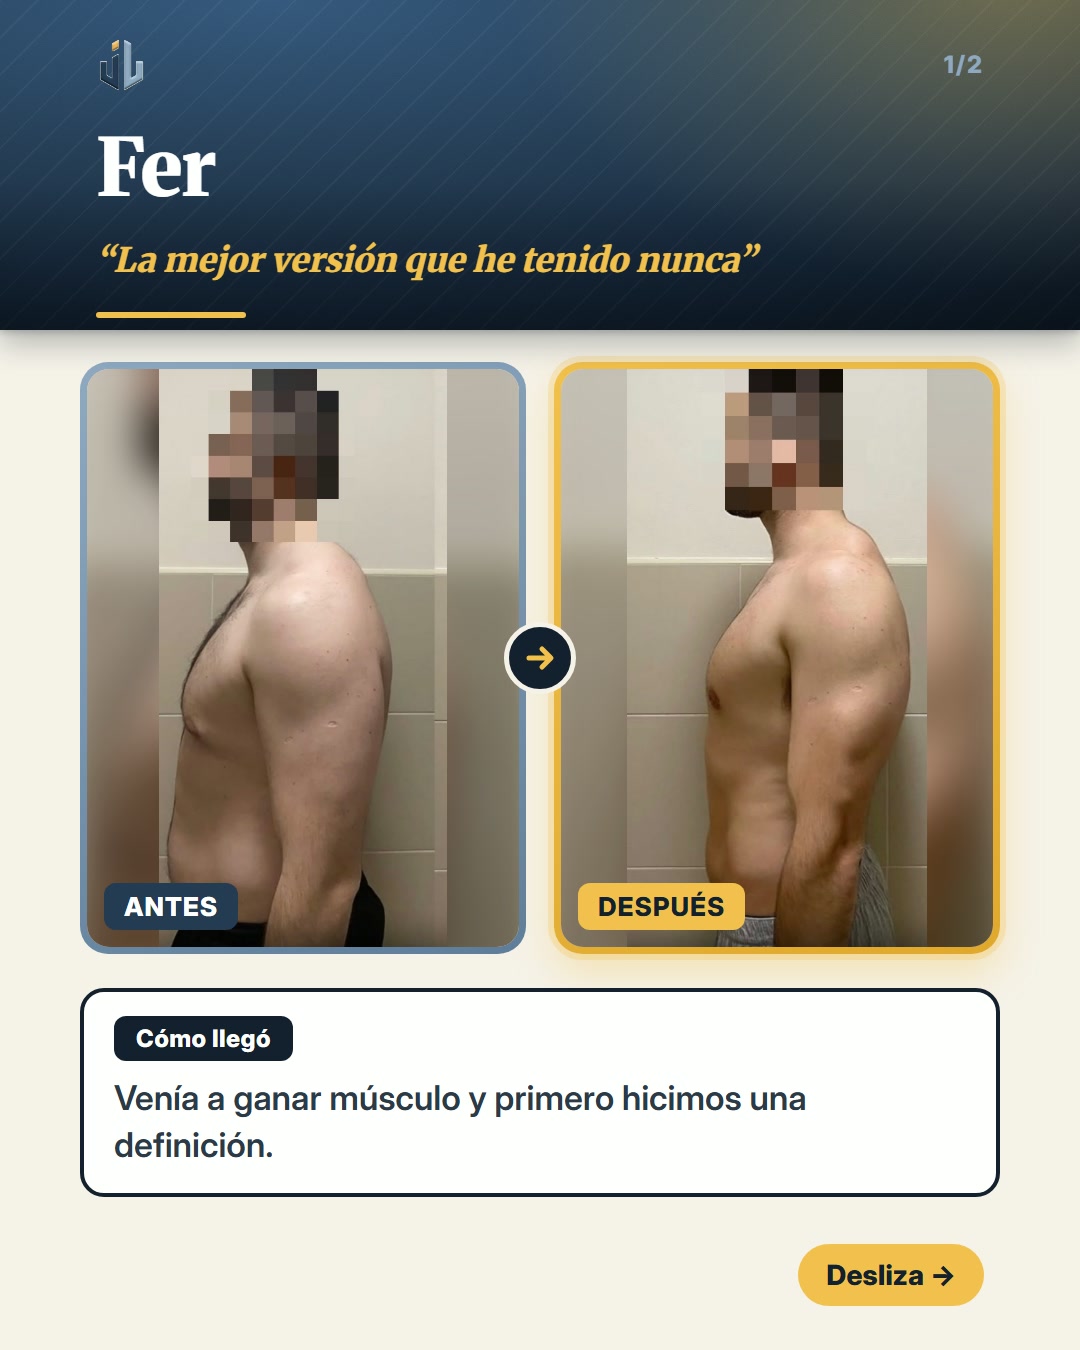 1/2
Fer
“La mejor versión que he tenido nunca”
ANTES
DESPUÉS
Cómo llegó
Venía a ganar músculo y primero hicimos una
definición.
Desliza →